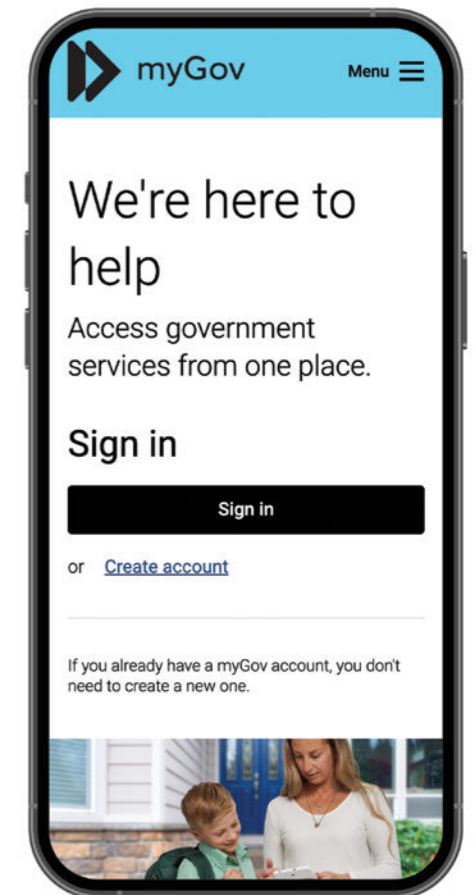 myGov
Menu
We're here to
help
Access government
services from one place.
Sign in
Sign in
or Create account
If you already have a myGov account, you don't
need to create a new one.